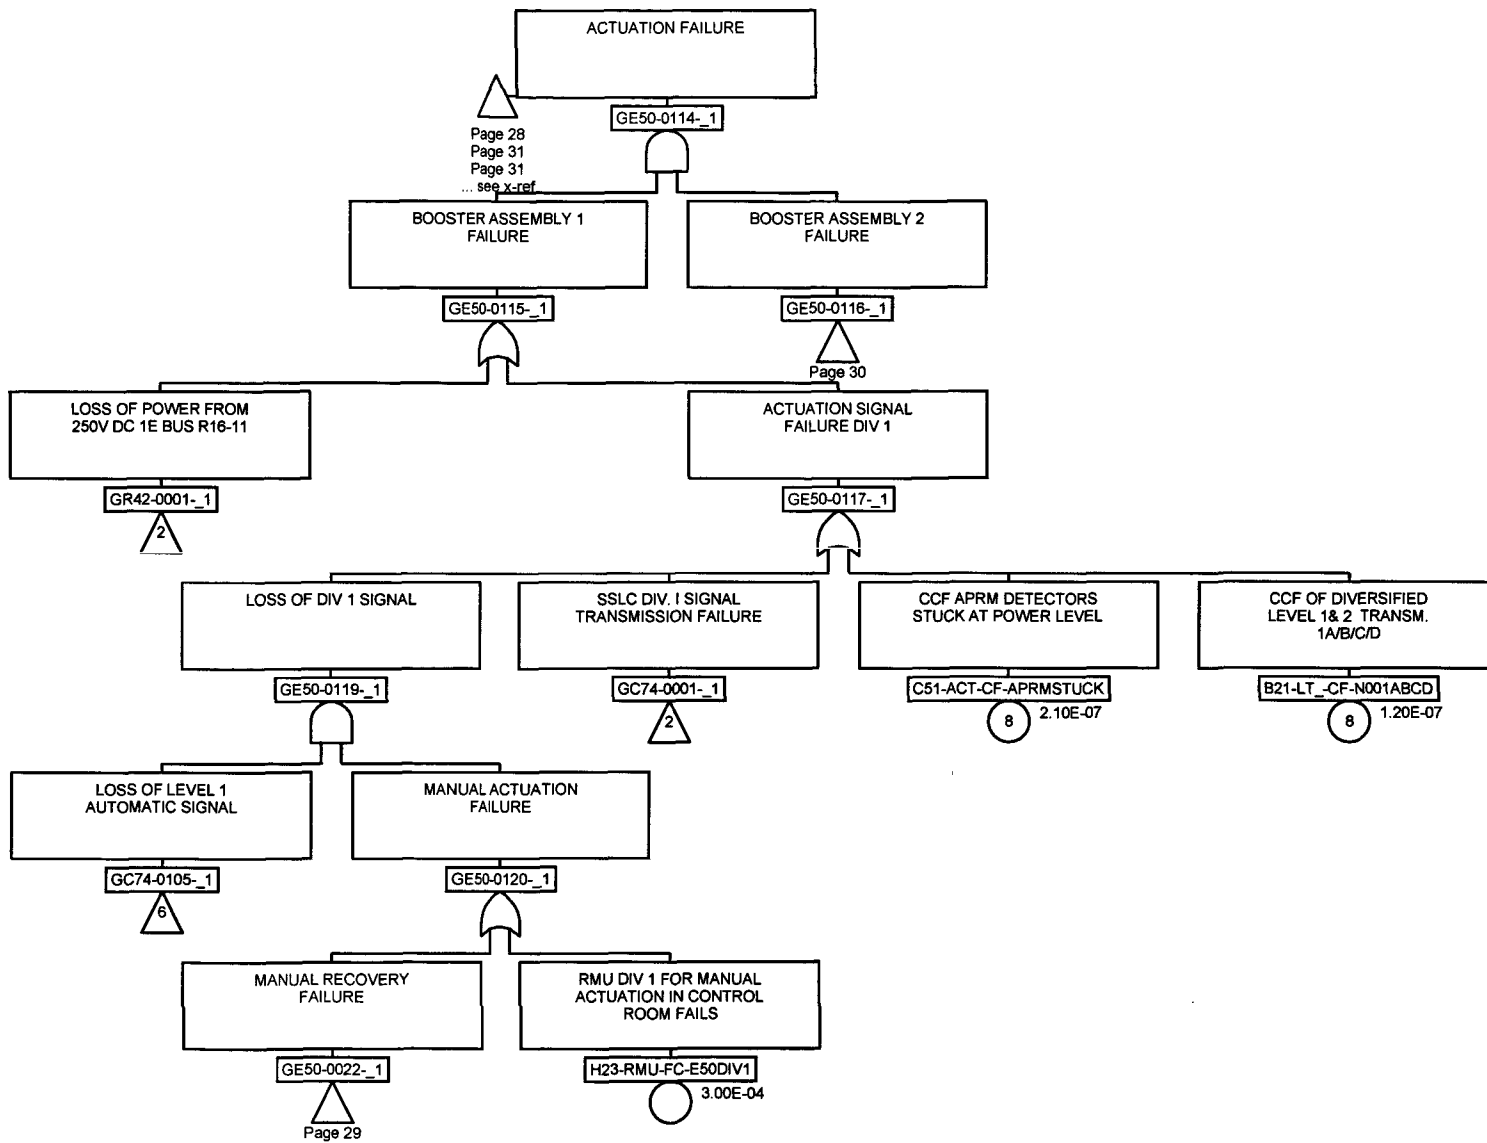 ACTUATION FAILURE
GE50-0114-_1
Page 28
Page 31
Page 31
... see x-ref
BOOSTER ASSEMBLY 1
FAILURE
GE50-0115-_1
BOOSTER ASSEMBLY 2
FAILURE
GE50-0116-_1
Page 30
LOSS OF POWER FROM
250V DC 1E BUS R16-11
GR42-0001-_1
2
ACTUATION SIGNAL
FAILURE DIV 1
GE50-0117-_1
LOSS OF DIV 1 SIGNAL
GE50-0119-_1
SSLC DIV. I SIGNAL
TRANSMISSION FAILURE
GC74-0001-_1
2
CCF APRM DETECTORS
STUCK AT POWER LEVEL
C51-ACT-CF-APRMSTUCK
8
2.10E-07
CCF OF DIVERSIFIED
LEVEL 1& 2 TRANSM.
1A/B/C/D
B21-LT_-CF-N001ABCD
8
1.20E-07
LOSS OF LEVEL 1
AUTOMATIC SIGNAL
GC74-0105-_1
6
MANUAL ACTUATION
FAILURE
GE50-0120-_1
MANUAL RECOVERY
FAILURE
GE50-0022-_1
Page 29
RMU DIV 1 FOR MANUAL
ACTUATION IN CONTROL
ROOM FAILS
H23-RMU-FC-E50DIV1
3.00E-04